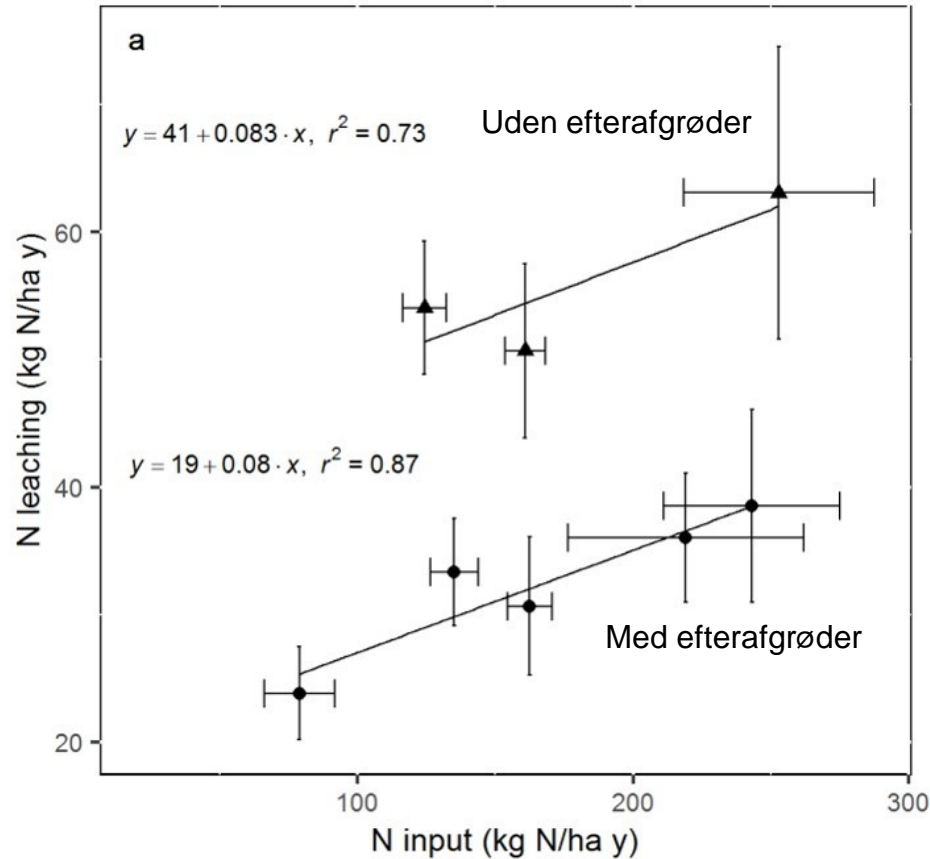 a
y = 41 + 0.083 · x, r² = 0.73
Uden efterafgrøder
60
N leaching (kg N/ha y)
y = 19 + 0.08 · x, r² = 0.87
40
Med efterafgrøder
20
100 200 300
N input (kg N/ha y)